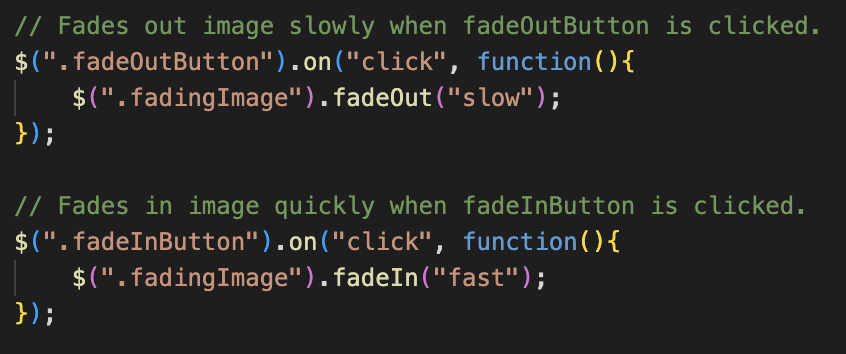 // Fades out image slowly when fadeOutButton is clicked.
$(".fadeOutButton").on("click", function(){
    $(".fadingImage").fadeOut("slow");
});

// Fades in image quickly when fadeInButton is clicked.
$(".fadeInButton").on("click", function(){
    $(".fadingImage").fadeIn("fast");
});